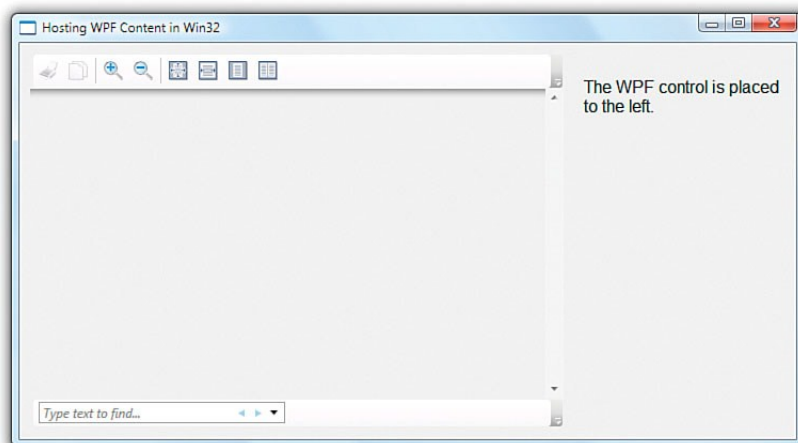 Hosting WPF Content in Win32
The WPF control is placed
to the left.
Type text to find...